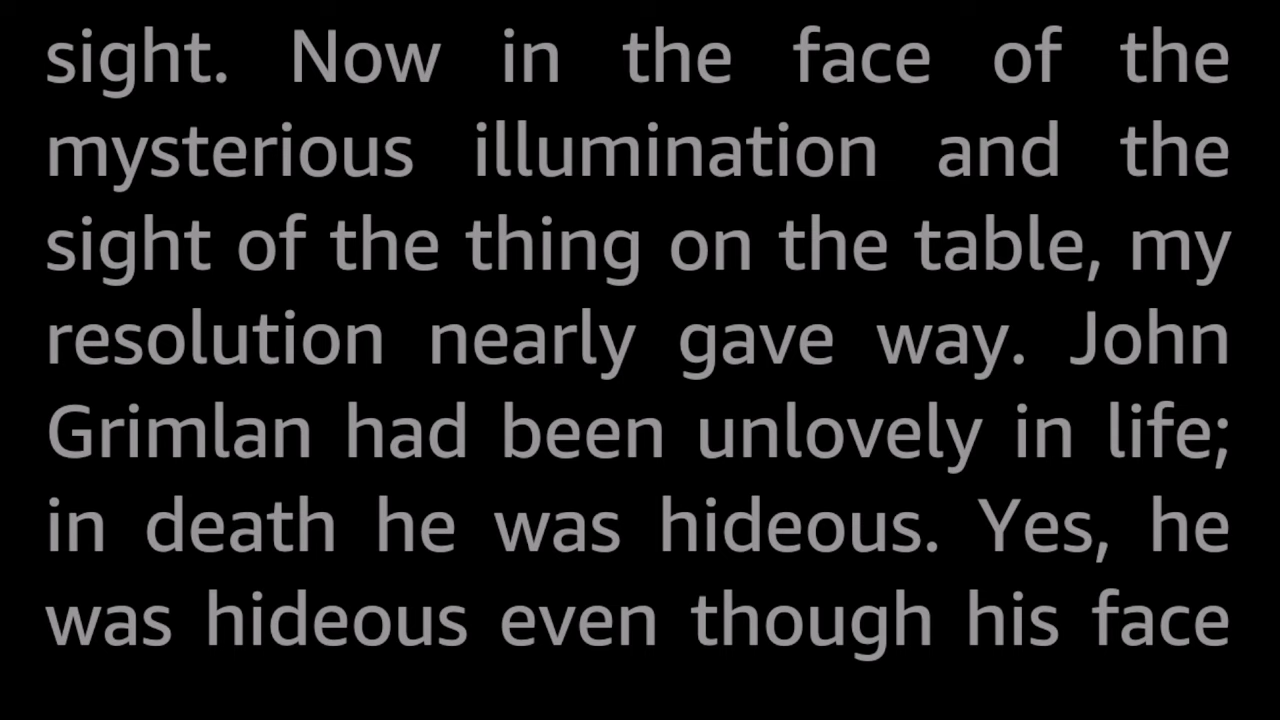 sight. Now in the face of the
mysterious illumination and the
sight of the thing on the table, my
resolution nearly gave way. John
Grimlan had been unlovely in life;
in death he was hideous. Yes, he
was hideous even though his face